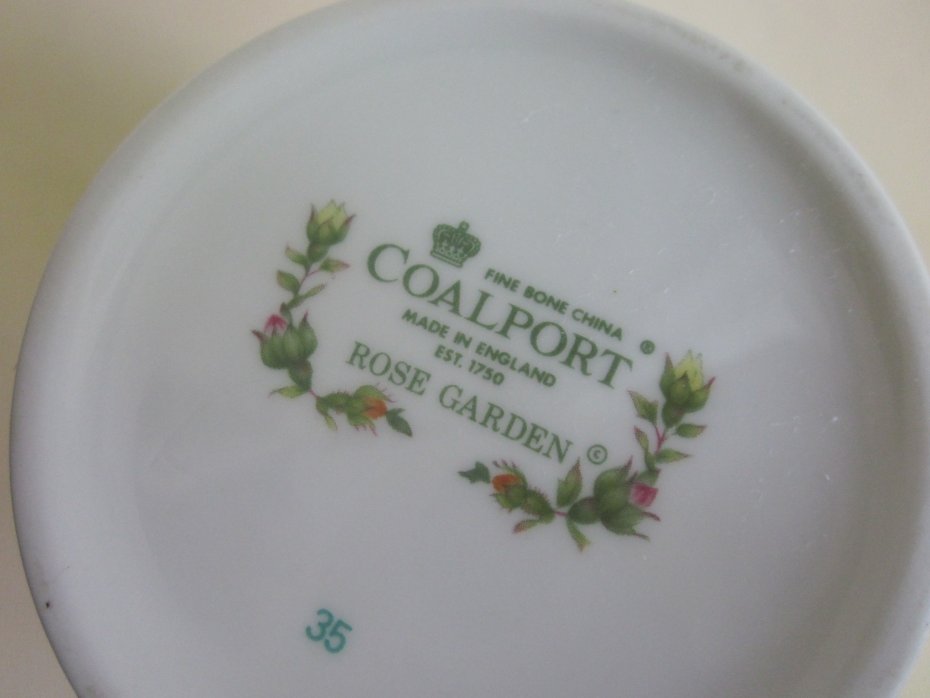 FINE BONE CHINA
COALPORT ®
MADE IN ENGLAND
EST. 1750
ROSE GARDEN ©
35